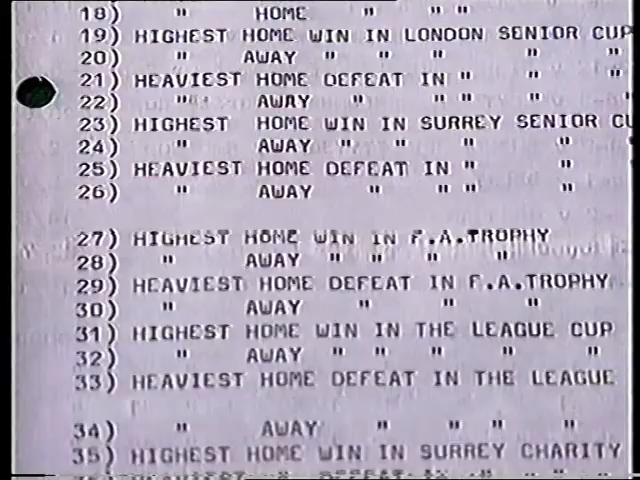 18) " HOME " " "
19) HIGHEST HOME WIN IN LONDON SENIOR CUP
20) " AWAY " " " " "
21) HEAVIEST HOME DEFEAT IN " " "
22) " AWAY " " " " "
23) HIGHEST HOME WIN IN SURREY SENIOR CU
24) " AWAY " " " " "
25) HEAVIEST HOME DEFEAT IN " "
26) " AWAY " " " "
27) HIGHEST HOME WIN IN F.A.TROPHY
28) " AWAY " " " "
29) HEAVIEST HOME DEFEAT IN F.A.TROPHY
30) " AWAY " " "
31) HIGHEST HOME WIN IN THE LEAGUE CUP
32) " AWAY " " " " "
33) HEAVIEST HOME DEFEAT IN THE LEAGUE
34) " AWAY " " " "
35) HIGHEST HOME WIN IN SURREY CHARITY